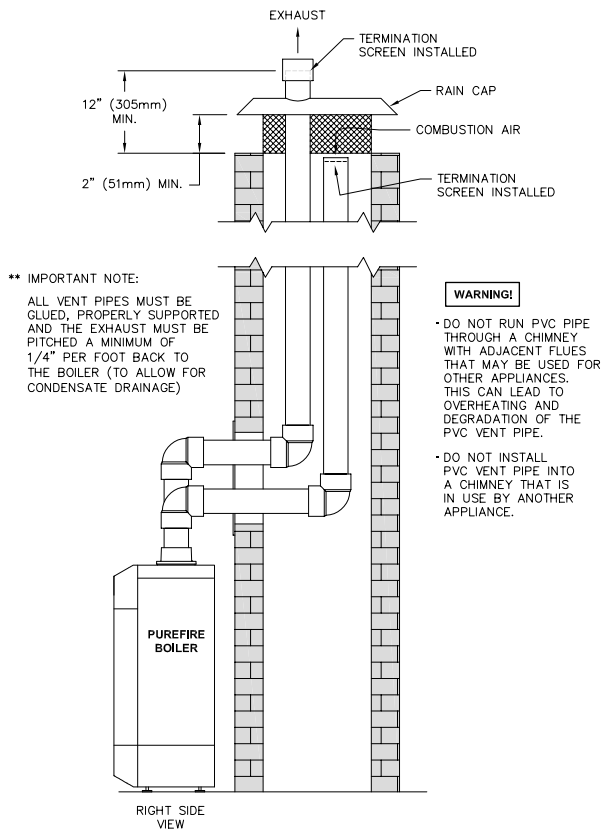 EXHAUST
TERMINATION
SCREEN INSTALLED
RAIN CAP
12" (305mm)
MIN.
COMBUSTION AIR
2" (51mm) MIN.
TERMINATION
SCREEN INSTALLED
** IMPORTANT NOTE:
ALL VENT PIPES MUST BE
GLUED, PROPERLY SUPPORTED
AND THE EXHAUST MUST BE
PITCHED A MINIMUM OF
1/4" PER FOOT BACK TO
THE BOILER (TO ALLOW FOR
CONDENSATE DRAINAGE)
WARNING!
- DO NOT RUN PVC PIPE
THROUGH A CHIMNEY
WITH ADJACENT FLUES
THAT MAY BE USED FOR
OTHER APPLIANCES.
THIS CAN LEAD TO
OVERHEATING AND
DEGRADATION OF THE
PVC VENT PIPE.
- DO NOT INSTALL
PVC VENT PIPE INTO
A CHIMNEY THAT IS
IN USE BY ANOTHER
APPLIANCE.
PUREFIRE
BOILER
RIGHT SIDE
VIEW